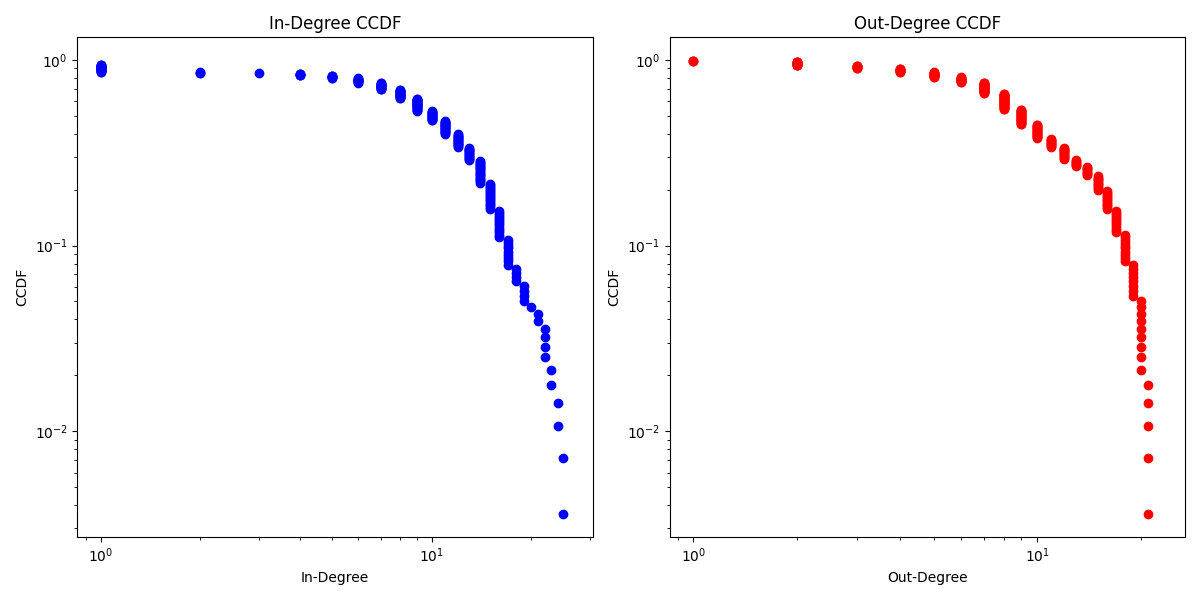 In-Degree CCDF
10⁰
10⁻¹
10⁻²
CCDF
10⁰
10¹
In-Degree
Out-Degree CCDF
10⁰
10⁻¹
10⁻²
CCDF
10⁰
10¹
Out-Degree